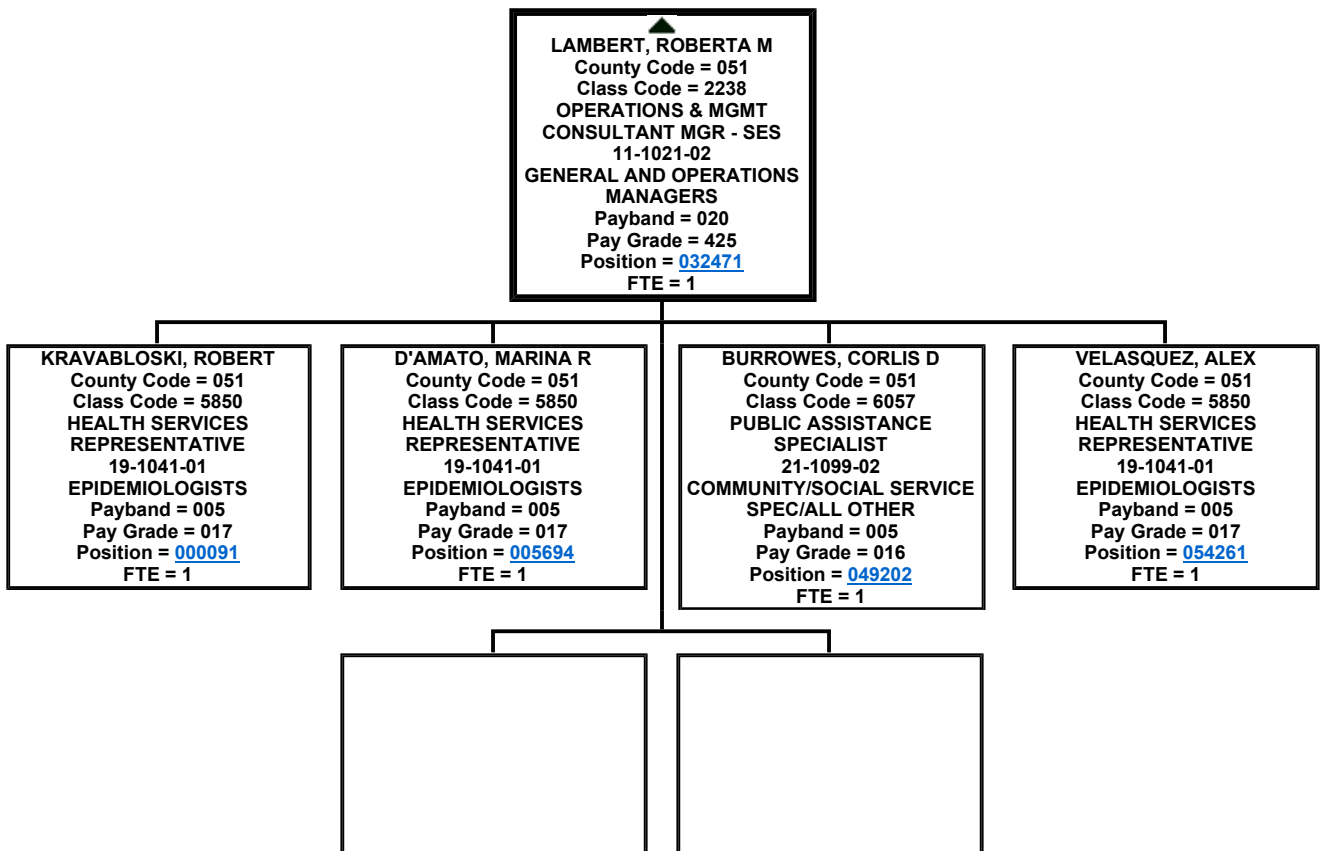 LAMBERT, ROBERTA M
County Code = 051
Class Code = 2238
OPERATIONS & MGMT
CONSULTANT MGR - SES
11-1021-02
GENERAL AND OPERATIONS
MANAGERS
Payband = 020
Pay Grade = 425
Position = 032471
FTE = 1
KRAVABLOSKI, ROBERT
County Code = 051
Class Code = 5850
HEALTH SERVICES
REPRESENTATIVE
19-1041-01
EPIDEMIOLOGISTS
Payband = 005
Pay Grade = 017
Position = 000091
FTE = 1
D'AMATO, MARINA R
County Code = 051
Class Code = 5850
HEALTH SERVICES
REPRESENTATIVE
19-1041-01
EPIDEMIOLOGISTS
Payband = 005
Pay Grade = 017
Position = 005694
FTE = 1
BURROWES, CORLIS D
County Code = 051
Class Code = 6057
PUBLIC ASSISTANCE
SPECIALIST
21-1099-02
COMMUNITY/SOCIAL SERVICE
SPEC/ALL OTHER
Payband = 005
Pay Grade = 016
Position = 049202
FTE = 1
VELASQUEZ, ALEX
County Code = 051
Class Code = 5850
HEALTH SERVICES
REPRESENTATIVE
19-1041-01
EPIDEMIOLOGISTS
Payband = 005
Pay Grade = 017
Position = 054261
FTE = 1